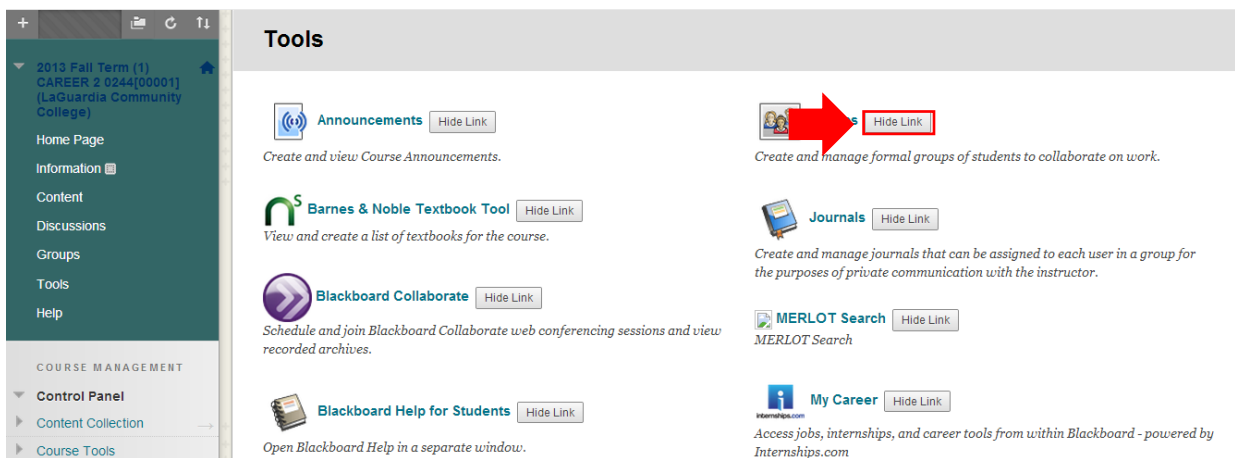 2013 Fall Term (1)
CAREER 2 0244[00001]
(LaGuardia Community
College)
Home Page
Information
Content
Discussions
Groups
Tools
Help
COURSE MANAGEMENT
Control Panel
Content Collection
Course Tools
Tools
Announcements Hide Link
Create and view Course Announcements.
n S Barnes & Noble Textbook Tool Hide Link
View and create a list of textbooks for the course.
Blackboard Collaborate Hide Link
Schedule and join Blackboard Collaborate web conferencing sessions and view
recorded archives.
Blackboard Help for Students Hide Link
Open Blackboard Help in a separate window.
Hide Link
Create and manage formal groups of students to collaborate on work.
Journals Hide Link
Create and manage journals that can be assigned to each user in a group for
the purposes of private communication with the instructor.
MERLOT Search Hide Link
MERLOT Search
i internships.com My Career Hide Link
Access jobs, internships, and career tools from within Blackboard - powered by
Internships.com